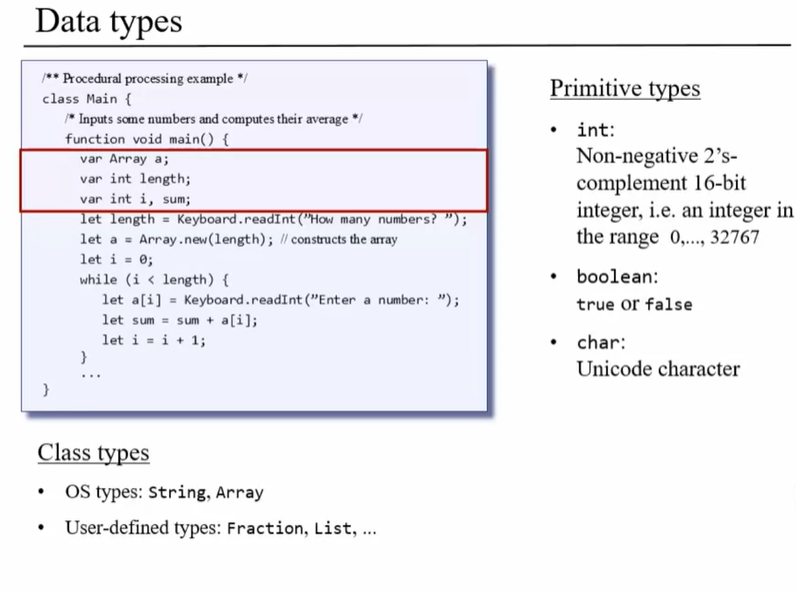 Data types
/** Procedural processing example */
class Main {
/* Inputs some numbers and computes their average */
function void main() {
var Array a;
var int length;
var int i, sum;
let length = Keyboard.readInt(”How many numbers? ”);
let a = Array.new(length); // constructs the array
let i = 0;
while (i < length) {
let a[i] = Keyboard.readInt(”Enter a number: ”);
let sum = sum + a[i];
let i = i + 1;
}
...
}
Primitive types
• int:
Non-negative 2’s-
complement 16-bit
integer, i.e. an integer in
the range 0,..., 32767
• boolean:
true or false
• char:
Unicode character
Class types
• OS types: String, Array
• User-defined types: Fraction, List, ...